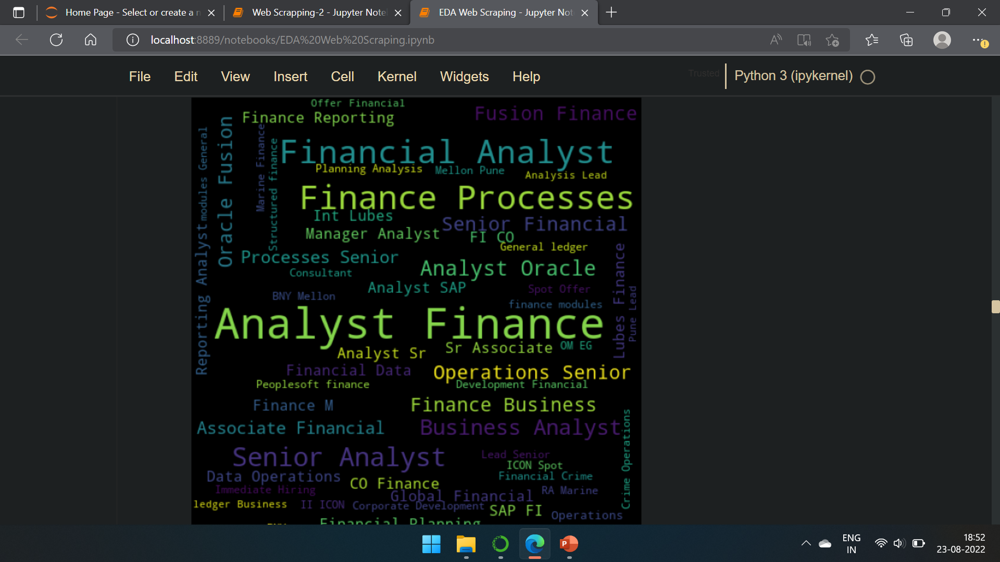 Home Page - Select or create a n
Web Scrapping-2 - Jupyter Note
EDA Web Scraping - Jupyter Not
localhost:8889/notebooks/EDA%20Web%20Scraping.ipynb
File Edit View Insert Cell Kernel Widgets Help
Trusted
Python 3 (ipykernel)
Offer Financial
Finance Reporting
Fusion Finance
modules General
Oracle Fusion
Marine Finance
Structured finance
Financial Analyst
Planning Analysis
Mellon Pune
Analysis Lead
Finance Processes
Int Lubes
Senior Financial
Manager Analyst
FI CO
General ledger
Reporting Analyst
Processes Senior
Consultant
Analyst Oracle
Lubes Finance
Analyst SAP
Spot Offer
Pune Lead
BNY Mellon
finance modules
Analyst Finance
Analyst Sr
Sr Associate
OM EG
Financial Data
Operations Senior
Peoplesoft finance
Development Financial
Finance M
Finance Business
Associate Financial
Business Analyst
Crime Operations
Senior Analyst
Lead Senior
ICON Spot
Data Operations
CO Finance
Financial Crime
Immediate Hiring
Global Financial
RA Marine
ledger Business
II ICON
Corporate Development
SAP FI
Operations
Financial Planning
ENG
IN
18:52
23-08-2022